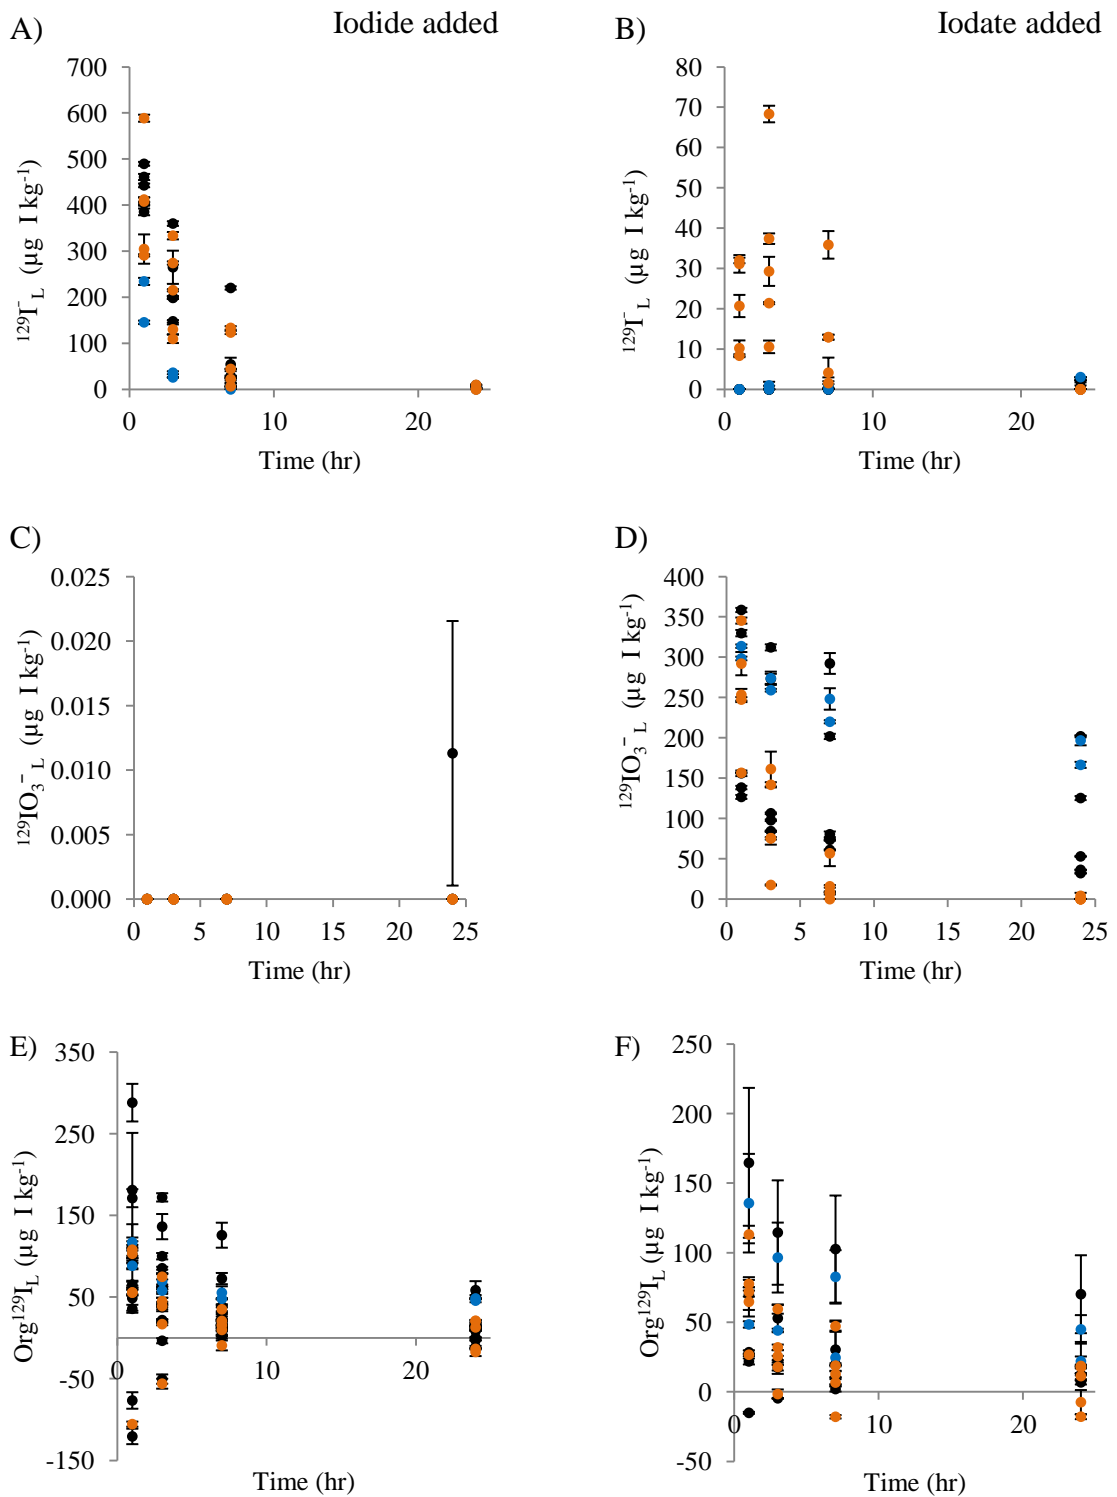 A) Iodide added
700
600
500
400
300
200
100
0
0 10 20
¹²⁹I⁻L (µg I kg⁻¹)
Time (hr)
B) Iodate added
80
70
60
50
40
30
20
10
0
0 10 20
¹²⁹I⁻L (µg I kg⁻¹)
Time (hr)
C)
0.025
0.020
0.015
0.010
0.005
0.000
0 5 10 15 20 25
¹²⁹IO₃⁻L (µg I kg⁻¹)
Time (hr)
D)
400
350
300
250
200
150
100
50
0
0 5 10 15 20 25
¹²⁹IO₃⁻L (µg I kg⁻¹)
Time (hr)
E)
350
250
150
50
-50
-150
0 10 20
Org¹²⁹IL (µg I kg⁻¹)
Time (hr)
F)
250
200
150
100
50
0
-50
0 10 20
Org¹²⁹IL (µg I kg⁻¹)
Time (hr)